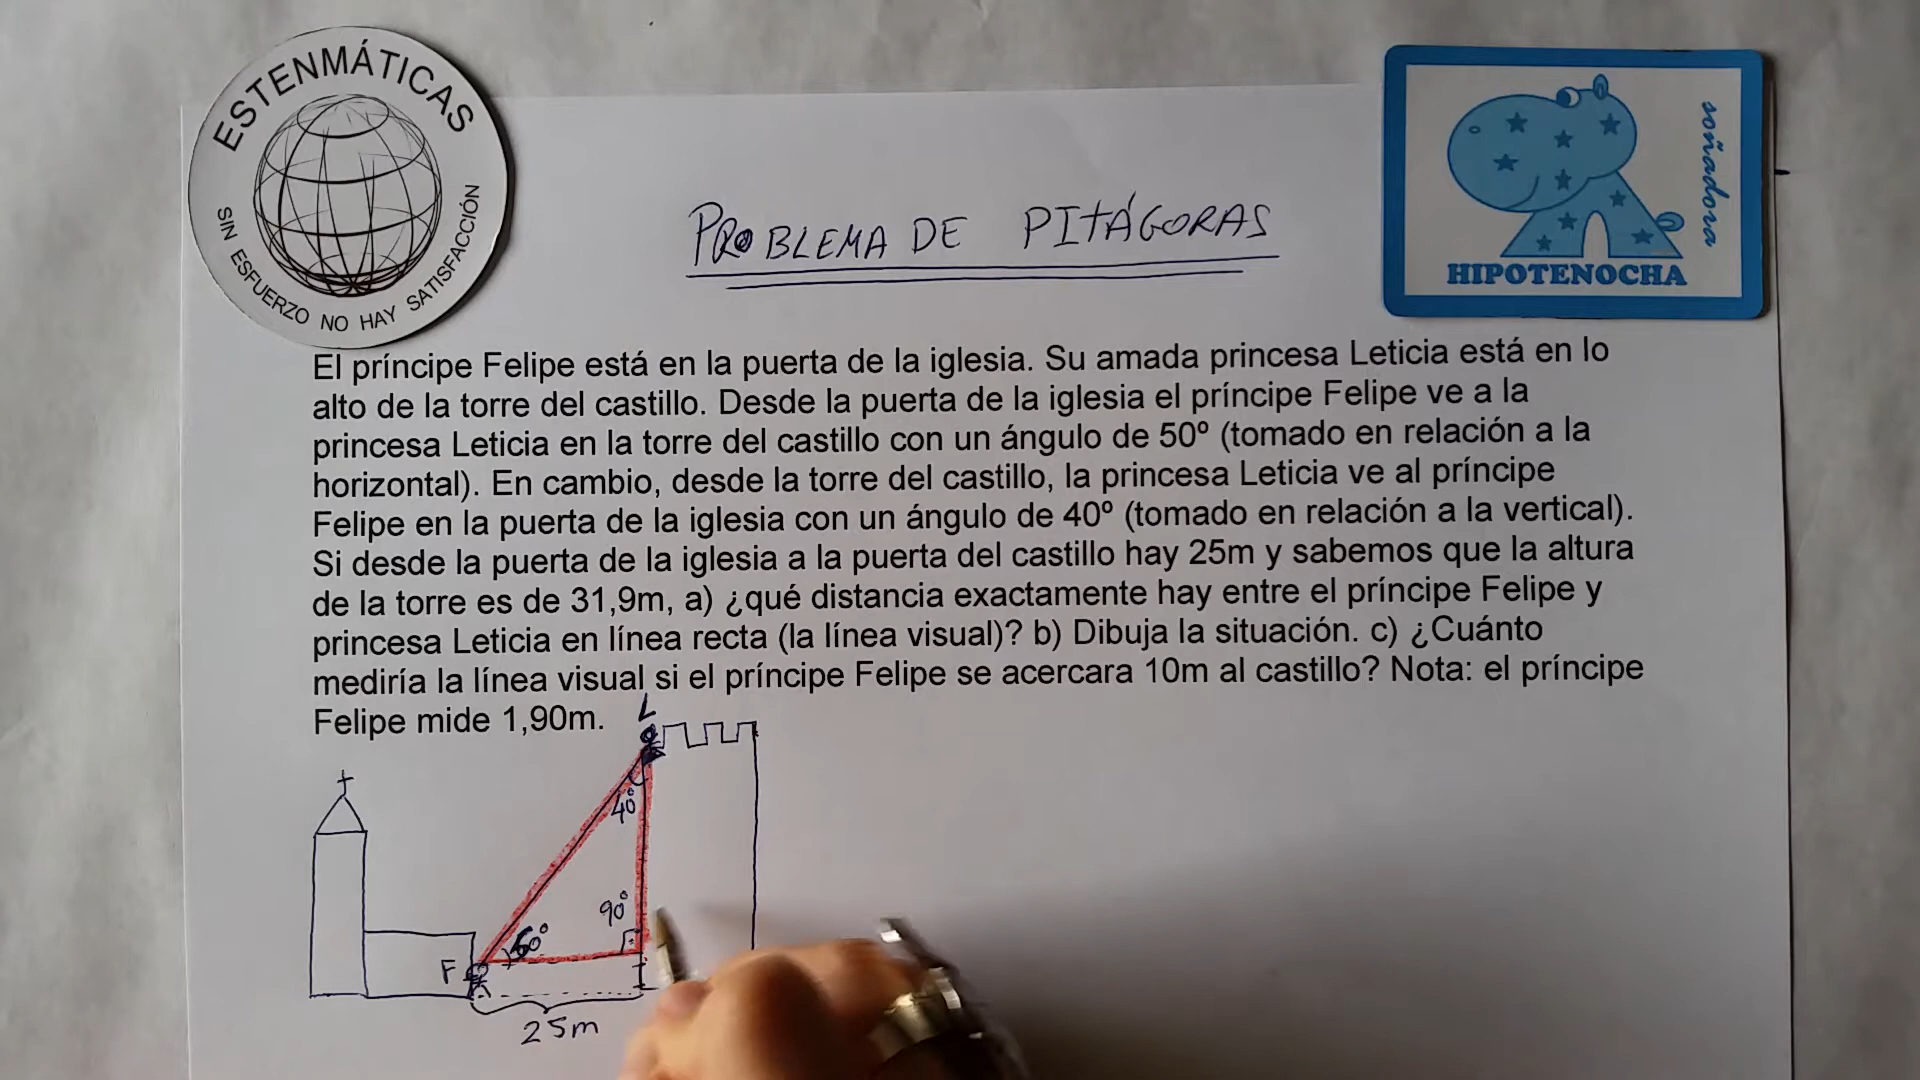 ESTENMÁTICAS
SIN ESFUERZO NO HAY SATISFACCIÓN
soñadora
HIPOTENOCHA
PROBLEMA DE PITÁGORAS
El príncipe Felipe está en la puerta de la iglesia. Su amada princesa Leticia está en lo
alto de la torre del castillo. Desde la puerta de la iglesia el príncipe Felipe ve a la
princesa Leticia en la torre del castillo con un ángulo de 50º (tomado en relación a la
horizontal). En cambio, desde la torre del castillo, la princesa Leticia ve al príncipe
Felipe en la puerta de la iglesia con un ángulo de 40º (tomado en relación a la vertical).
Si desde la puerta de la iglesia a la puerta del castillo hay 25m y sabemos que la altura
de la torre es de 31,9m, a) ¿qué distancia exactamente hay entre el príncipe Felipe y
princesa Leticia en línea recta (la línea visual)? b) Dibuja la situación. c) ¿Cuánto
mediría la línea visual si el príncipe Felipe se acercara 10m al castillo? Nota: el príncipe
Felipe mide 1,90m.
L
40°
90°
50°
F
25m